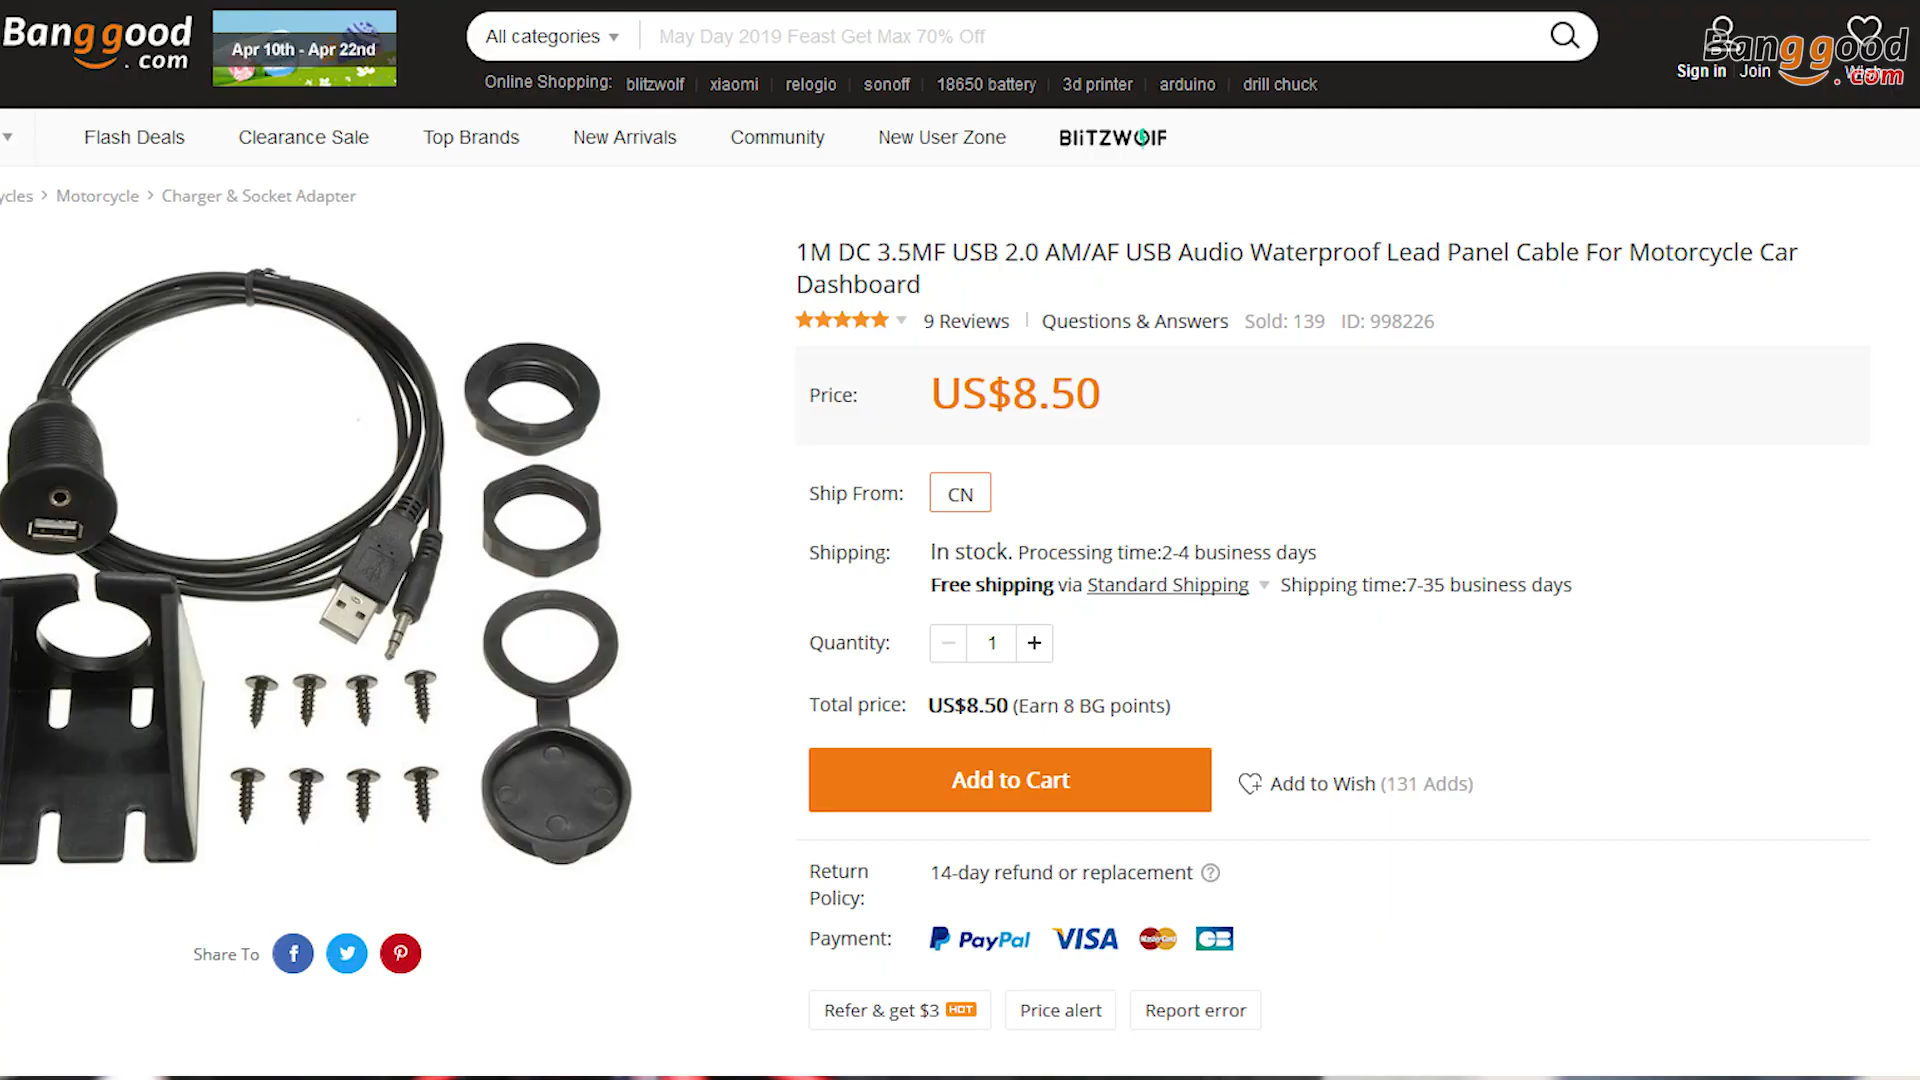 Banggood
.com
Apr 10th - Apr 22nd
All categories
May Day 2019 Feast Get Max 70% Off
Online Shopping: blitzwolf xiaomi relogio sonoff 18650 battery 3d printer arduino drill chuck
Sign in Join
Banggood
.com
Flash Deals Clearance Sale Top Brands New Arrivals Community New User Zone BLiTZWOLF
ycles > Motorcycle > Charger & Socket Adapter
1M DC 3.5MF USB 2.0 AM/AF USB Audio Waterproof Lead Panel Cable For Motorcycle Car
Dashboard
9 Reviews Questions & Answers Sold: 139 ID: 998226
Price: US$8.50
Ship From: CN
Shipping: In stock. Processing time:2-4 business days
Free shipping via Standard Shipping Shipping time:7-35 business days
Quantity: − 1 +
Total price: US$8.50 (Earn 8 BG points)
Add to Cart
Add to Wish (131 Adds)
Return
Policy:
14-day refund or replacement ?
Payment: PayPal VISA MasterCard CB
Share To
Refer & get $3 HOT
Price alert
Report error